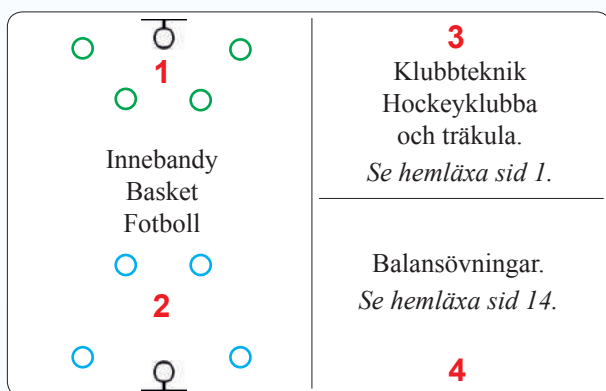 1
Innebandy
Basket
Fotboll
2
3
Klubbteknik
Hockeyklubba
och träkula.
Se hemläxa sid 1.
Balansövningar.
Se hemläxa sid 14.
4